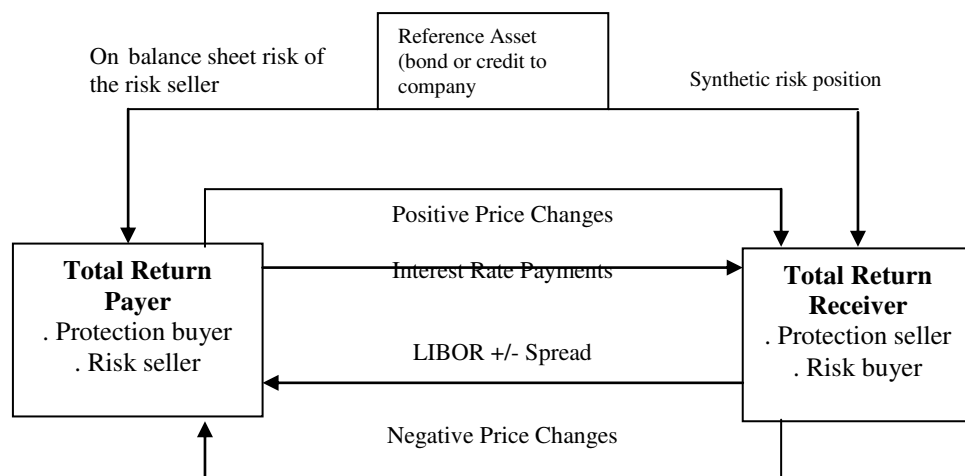 Reference Asset
(bond or credit to
company
On balance sheet risk of
the risk seller
Synthetic risk position
Positive Price Changes
Interest Rate Payments
LIBOR +/- Spread
Negative Price Changes
Total Return
Payer
. Protection buyer
. Risk seller
Total Return
Receiver
. Protection seller
. Risk buyer